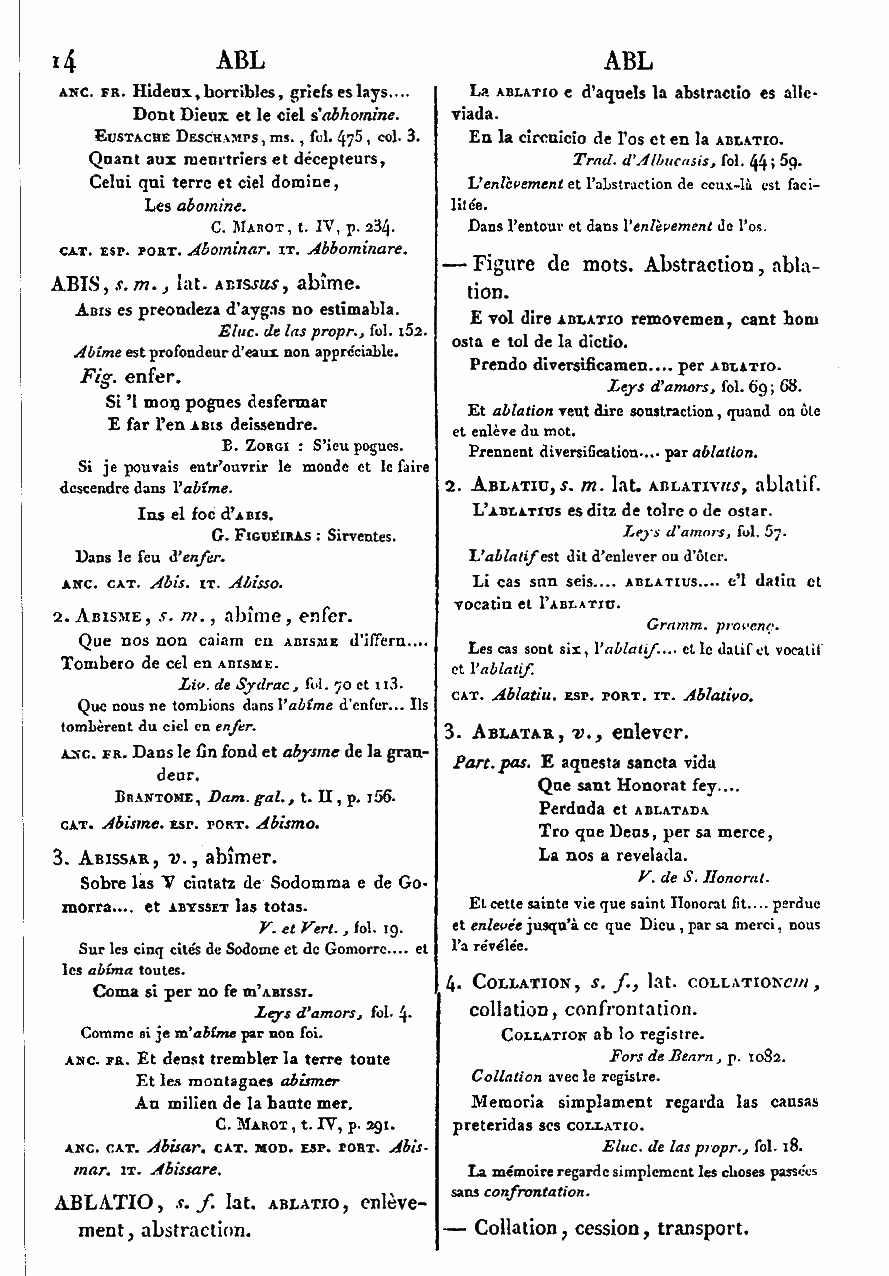 14 ABL ABL
ANC. FR. Hideux, horribles, griefs es lays....
Dont Dieux et le ciel s'abhomine.
EUSTACHE DESCHAMPS, ms., fol. 475, col. 3.
Quant aux meurtriers et décepteurs,
Celui qui terre et ciel domine,
Les abomine.
C. MAROT, t. IV, p. 234.
CAT. ESP. PORT. Abominar. IT. Abbominare.
ABIS, s. m., lat. ABISsus, abîme.
ABIS es preondeza d'aygas no estimabla.
Eluc. de las propr., fol. 152.
Abîme est profondeur d'eaux non appréciable.
Fig. enfer.
Si 'l mon pogues desfermar
E far l'en ABIS deissendre.
B. ZORGI : S'ieu pogues.
Si je pouvais entr'ouvrir le monde et le faire
descendre dans l'abîme.
Ins el foc d'ABIS.
G. FIGUÉIRAS : Sirventes.
Dans le feu d'enfer.
ANC. CAT. Abis. IT. Abisso.
2. ABISME, s. m., abîme, enfer.
Que nos non caiam en ABISME d'iffern....
Tombero de cel en ABISME.
Liv. de Sydrac, fol. 70 et 113.
Que nous ne tombions dans l'abîme d'enfer... Ils
tombèrent du ciel en enfer.
ANC. FR. Dans le fin fond et abysme de la gran-
deur.
BRANTOME, Dam. gal., t. II, p. 156.
CAT. Abisme. ESP. PORT. Abismo.
3. ABISSAR, v., abîmer.
Sobre las V cintatz de Sodomma e de Go-
morra.... et ABYSSET las totas.
V. et Vert., fol. 19.
Sur les cinq cités de Sodome et de Gomorre.... et
les abîma toutes.
Coma si per no fe m'ABISSI.
Leys d'amors, fol. 4.
Comme si je m'abîme par non foi.
ANC. FR. Et deust trembler la terre toute
Et les montagnes abismer
Au milieu de la haute mer.
C. MAROT, t. IV, p. 291.
ANC. CAT. Abisar. CAT. MOD. ESP. PORT. Abis-
mar. IT. Abissare.
ABLATIO, s. f. lat. ABLATIO, enlève-
ment, abstraction.
La ABLATIO e d'aquels la abstractio es alle-
viada.
En la circuicio de l'os et en la ABLATIO.
Trad. d'Albucasis, fol. 44; 59.
L'enlèvement et l'abstraction de ceux-là est faci-
litée.
Dans l'entour et dans l'enlèvement de l'os.
— Figure de mots. Abstraction, abla-
tion.
E vol dire ABLATIO removemen, cant hom
osta e tol de la dictio.
Prendo diversificamen.... per ABLATIO.
Leys d'amors, fol. 69; 68.
Et ablation veut dire soustraction, quand on ôte
et enlève du mot.
Prennent diversification.... par ablation.
2. ABLATIU, s. m. lat. ABLATIVus, ablatif.
L'ABLATIUS es ditz de tolre o de ostar.
Leys d'amors, fol. 57.
L'ablatif est dit d'enlever ou d'ôter.
Li cas sun seis.... ABLATIUS.... e'l datiu et
vocatiu et l'ABLATIU.
Gramm. provenç.
Les cas sont six, l'ablatif.... et le datif et vocatif
et l'ablatif.
CAT. Ablatiu. ESP. PORT. IT. Ablativo.
3. ABLATAR, v., enlever.
Part. pas. E aquesta sancta vida
Que sant Honorat fey....
Perduda et ABLATADA
Tro que Deus, per sa merce,
La nos a revelada.
V. de S. Honorat.
Et cette sainte vie que saint Honorat fit.... perdue
et enlevée jusqu'à ce que Dieu, par sa merci, nous
l'a révélée.
4. COLLATION, s. f., lat. COLLATIONem,
collation, confrontation.
COLLATION ab lo registre.
Fors de Bearn, p. 1082.
Collation avec le registre.
Memoria simplament regarda las causas
preteridas ses COLLATIO.
Eluc. de las propr., fol. 18.
La mémoire regarde simplement les choses passées
sans confrontation.
— Collation, cession, transport.